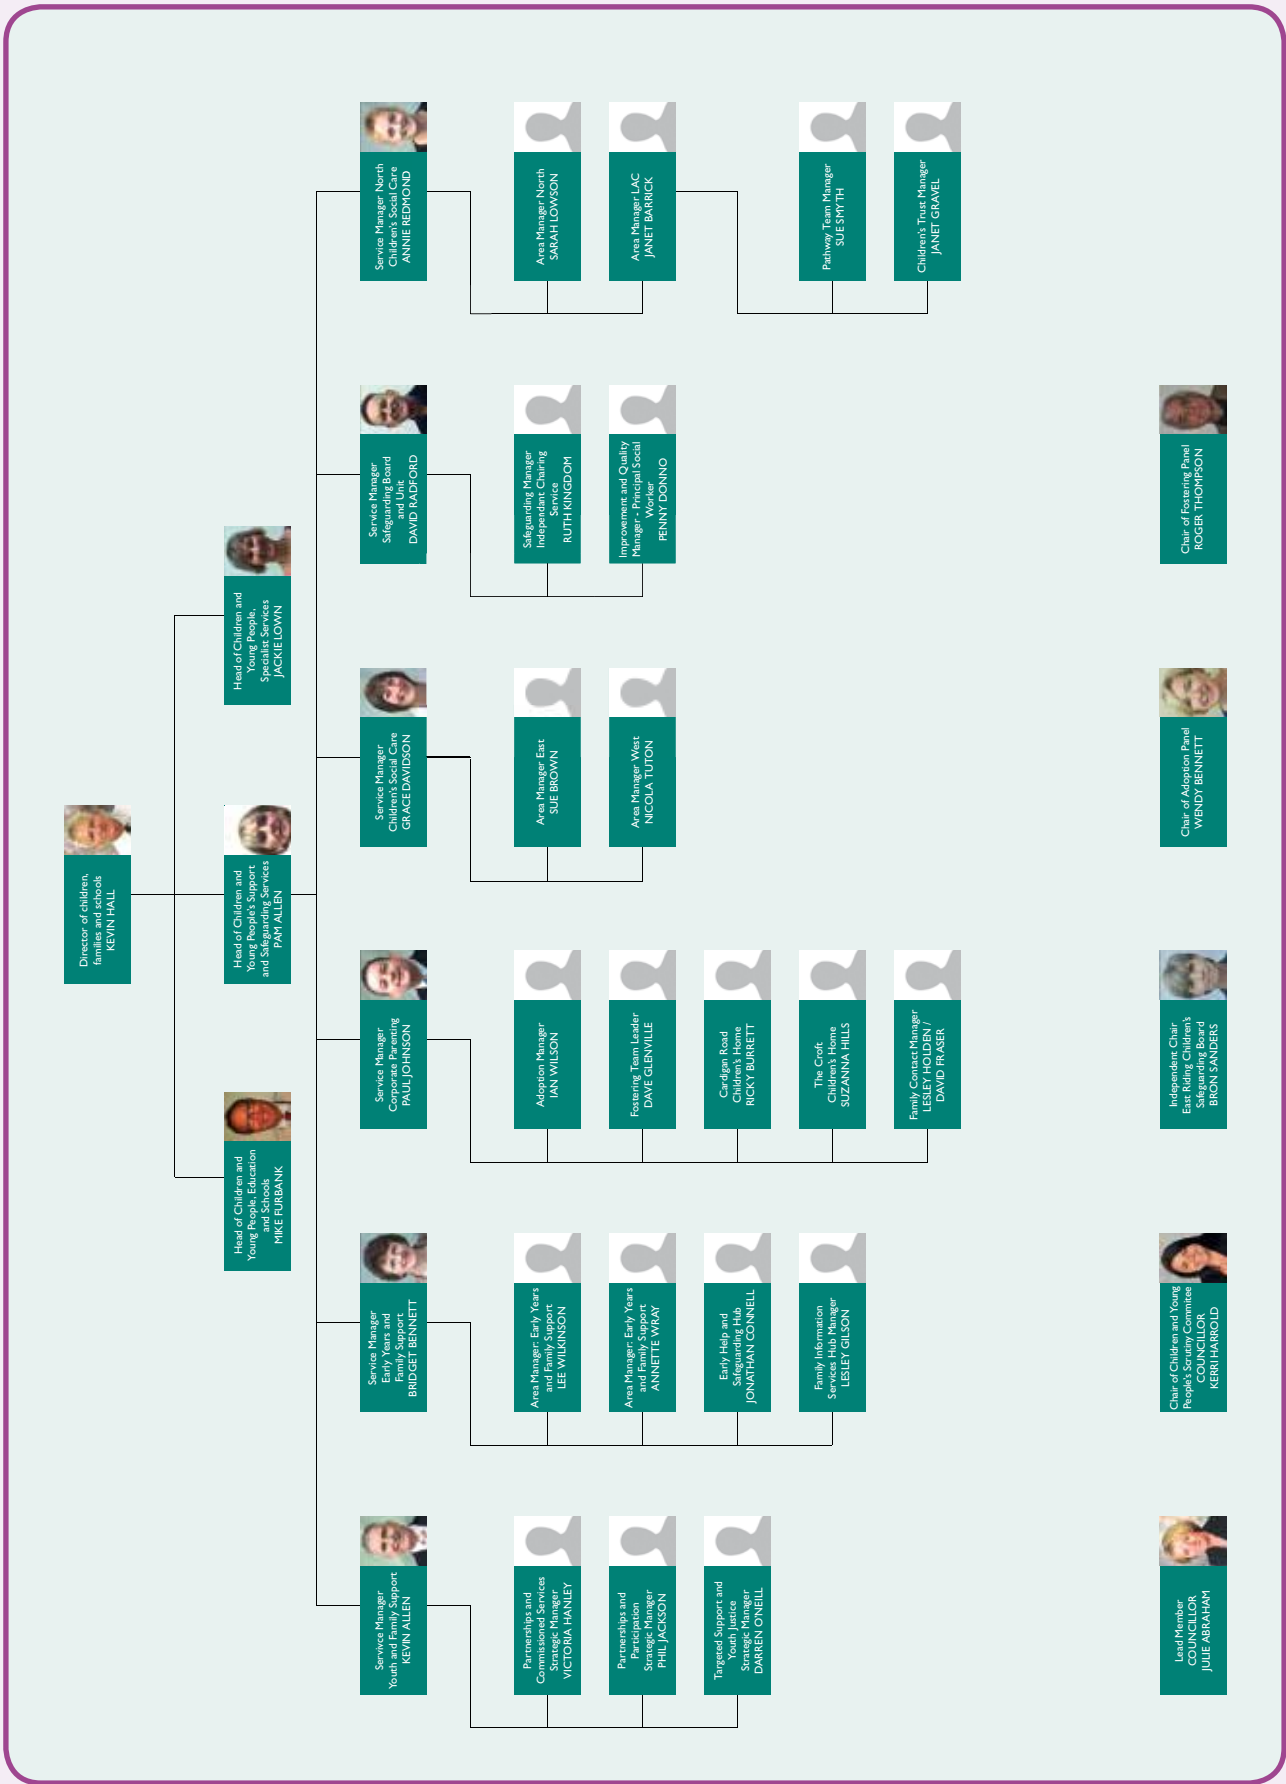 Director of children,
families and schools
KEVIN HALL
Head of Children and
Young People, Education
and Schools
MIKE FURBANK
Head of Children and
Young People's Support
and Safeguarding Services
PAM ALLEN
Head of Children and
Young People,
Specialist Services
JACKIE LOWN
Servivce Manager
Youth and Family Support
KEVIN ALLEN
Service Manager
Early Years and
Family Support
BRIDGET BENNETT
Service Manager
Corporate Parenting
PAUL JOHNSON
Service Manager
Children's Social Care
GRACE DAVIDSON
Service Manager
Safeguarding Board
and Unit
DAVID RADFORD
Service Manager North
Children's Social Care
ANNIE REDMOND
Partnerships and
Commissioned Services
Strategic Manager
VICTORIA HANLEY
Area Manager: Early Years
and Family Support
LEE WILKINSON
Adoption Manager
IAN WILSON
Area Manager East
SUE BROWN
Safeguarding Manager
Independant Chairing
Service
RUTH KINGDOM
Area Manager North
SARAH LOWSON
Partnerships and
Participation
Strategic Manager
PHIL JACKSON
Area Manager: Early Years
and Family Support
ANNETTE WRAY
Fostering Team Leader
DAVE GLENVILLE
Area Manager West
NICOLA TUTON
Improvement and Quality
Manager - Principal Social
Worker
PENNY DONNO
Area Manager LAC
JANET BARRICK
Targeted Support and
Youth Justice
Strategic Manager
DARREN O'NEILL
Early Help and
Safeguarding Hub
JONATHAN CONNELL
Cardigan Road
Children's Home
RICKY BURRETT
Family Information
Services Hub Manager
LESLEY GILSON
The Croft
Children's Home
SUZANNA HILLS
Pathway Team Manager
SUE SMYTH
Family Contact Manager
LESLEY HOLDEN /
DAVID FRASER
Children's Trust Manager
JANET GRAVEL
Lead Member
COUNCILLOR
JULIE ABRAHAM
Chair of Children and Young
People's Scrutiny Commitee
COUNCILLOR
KERRI HARROLD
Independent Chair
East Riding Children's
Safeguarding Board
BRON SANDERS
Chair of Adoption Panel
WENDY BENNETT
Chair of Fostering Panel
ROGER THOMPSON